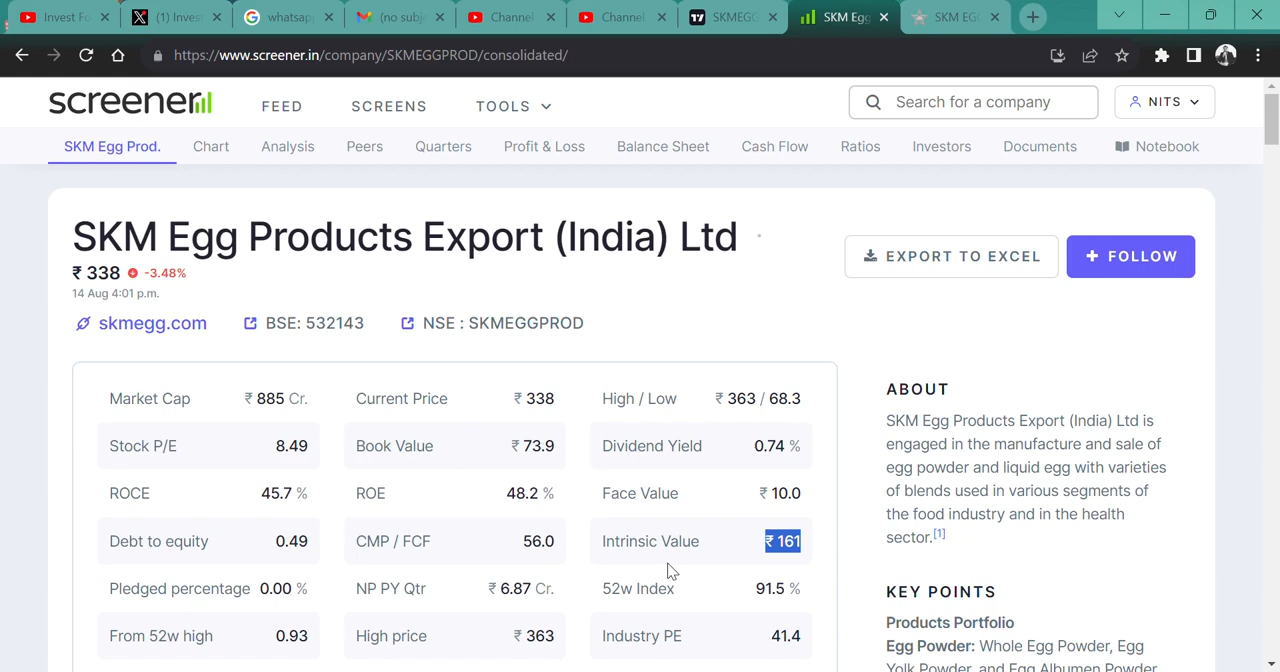 Invest Fo
(1) Invest
whatsap
(no subj
Channel
Channel
SKMEGG
SKM Egg
SKM EG
https://www.screener.in/company/SKMEGGPROD/consolidated/
screener
FEED
SCREENS
TOOLS
Search for a company
NITS
SKM Egg Prod.
Chart
Analysis
Peers
Quarters
Profit & Loss
Balance Sheet
Cash Flow
Ratios
Investors
Documents
Notebook
SKM Egg Products Export (India) Ltd
EXPORT TO EXCEL
FOLLOW
₹ 338 -3.48%
14 Aug 4:01 p.m.
skmegg.com
BSE: 532143
NSE : SKMEGGPROD
Market Cap ₹ 885 Cr.
Current Price ₹ 338
High / Low ₹ 363 / 68.3
Stock P/E 8.49
Book Value ₹ 73.9
Dividend Yield 0.74 %
ROCE 45.7 %
ROE 48.2 %
Face Value ₹ 10.0
Debt to equity 0.49
CMP / FCF 56.0
Intrinsic Value ₹ 161
Pledged percentage 0.00 %
NP PY Qtr ₹ 6.87 Cr.
52w Index 91.5 %
From 52w high 0.93
High price ₹ 363
Industry PE 41.4
ABOUT
SKM Egg Products Export (India) Ltd is
engaged in the manufacture and sale of
egg powder and liquid egg with varieties
of blends used in various segments of
the food industry and in the health
sector.[1]
KEY POINTS
Products Portfolio
Egg Powder: Whole Egg Powder, Egg
Yolk Powder, and Egg Albumen Powder